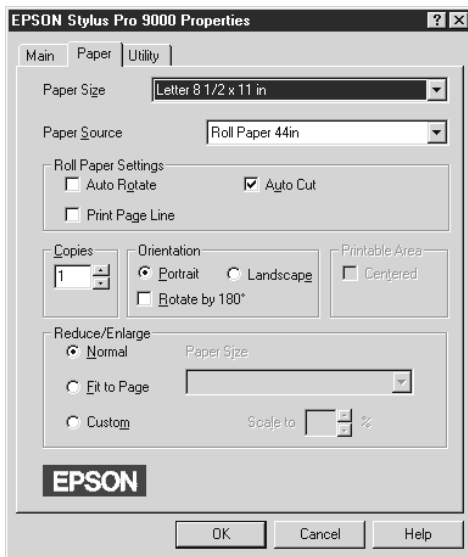 EPSON Stylus Pro 9000 Properties
Main Paper Utility
Paper Size Letter 8 1/2 x 11 in
Paper Source Roll Paper 44in
Roll Paper Settings
Auto Rotate Auto Cut
Print Page Line
Copies Orientation Printable Area
1 Portrait Landscape Centered
Rotate by 180°
Reduce/Enlarge
Normal Paper Size
Fit to Page
Custom Scale to %
EPSON
OK Cancel Help